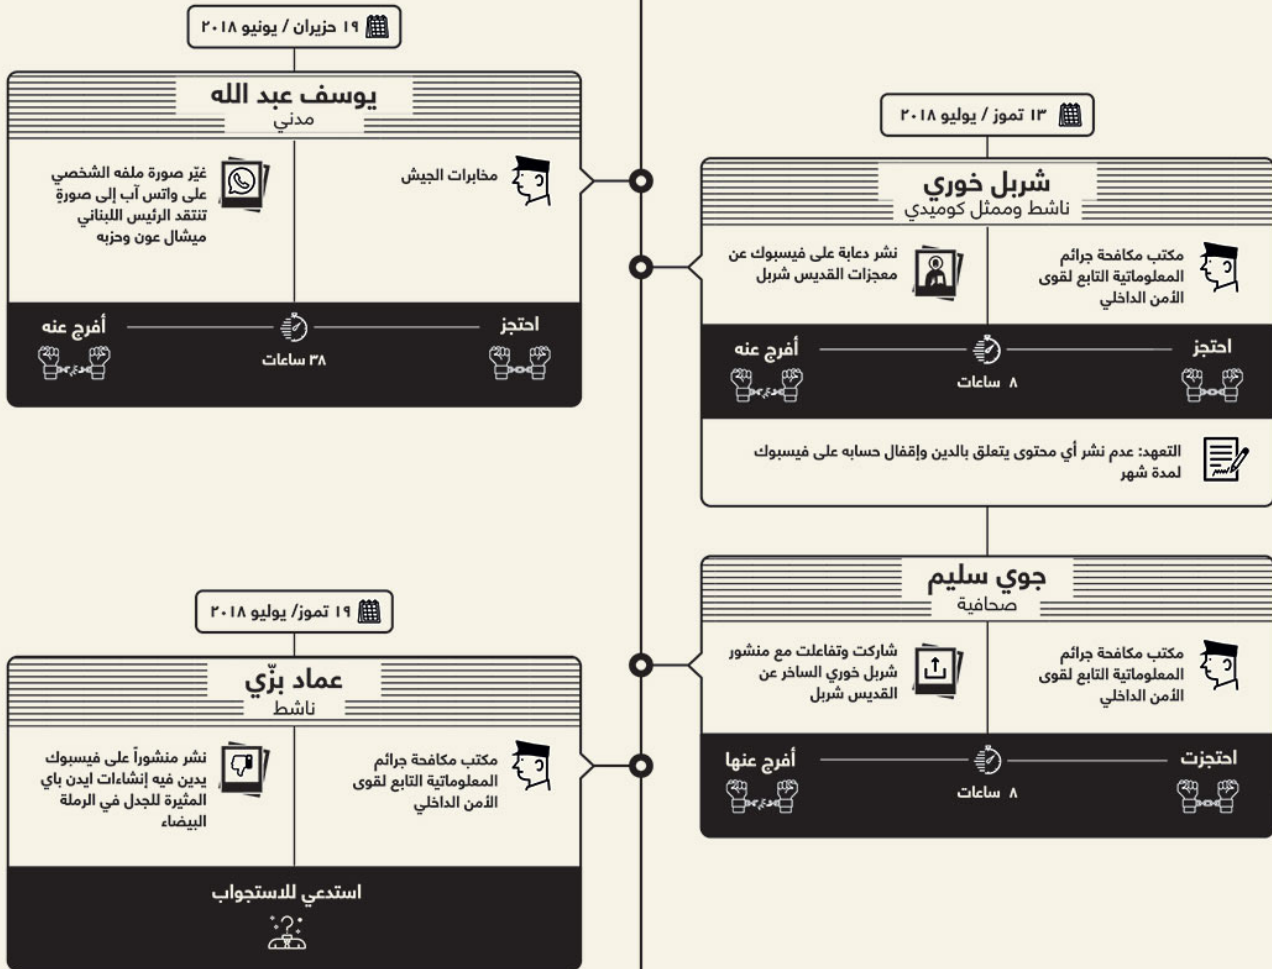 ١٩ حزيران / يونيو ٢٠١٨
يوسف عبد الله
مدني
مخابرات الجيش
غيّر صورة ملفه الشخصي
على واتس آب إلى صورةٍ
تنتقد الرئيس اللبناني
ميشال عون وحزبه
احتجز
أفرج عنه
٣٨ ساعات
١٣ تموز / يوليو ٢٠١٨
شربل خوري
ناشط وممثل كوميدي
مكتب مكافحة جرائم
المعلوماتية التابع لقوى
الأمن الداخلي
نشر دعابة على فيسبوك عن
معجزات القديس شربل
احتجز
أفرج عنه
٨ ساعات
التعهد: عدم نشر أي محتوى يتعلق بالدين وإقفال حسابه على فيسبوك
لمدة شهر
جوي سليم
صحافية
مكتب مكافحة جرائم
المعلوماتية التابع لقوى
الأمن الداخلي
شاركت وتفاعلت مع منشور
شربل خوري الساخر عن
القديس شربل
احتجزت
أفرج عنها
٨ ساعات
١٩ تموز/ يوليو ٢٠١٨
عماد بزّي
ناشط
مكتب مكافحة جرائم
المعلوماتية التابع لقوى
الأمن الداخلي
نشر منشوراً على فيسبوك
يدين فيه إنشاءات ايدن باي
المثيرة للجدل في الرملة
البيضاء
استدعي للاستجواب